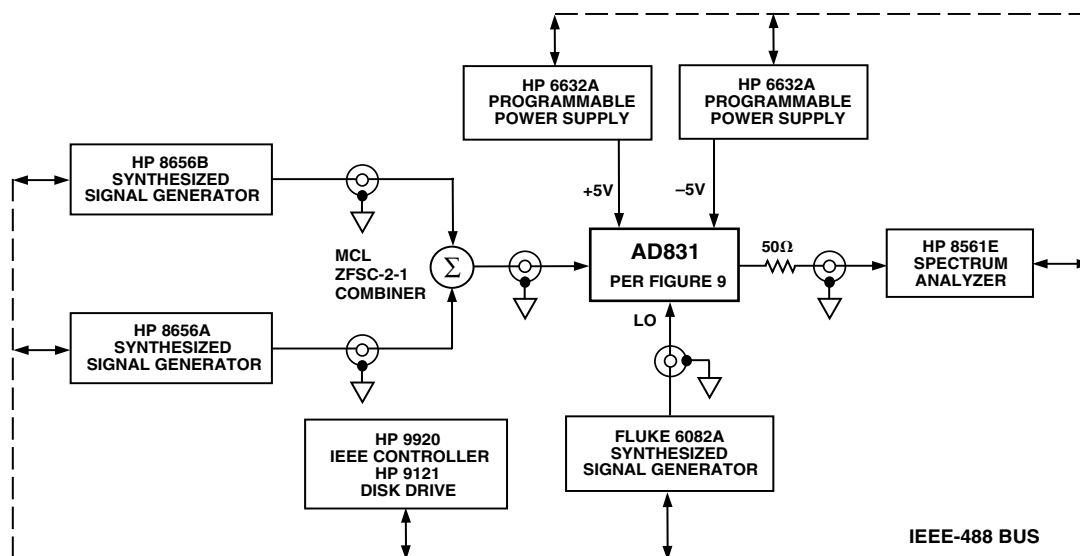 HP 6632A
PROGRAMMABLE
POWER SUPPLY
HP 6632A
PROGRAMMABLE
POWER SUPPLY
HP 8656B
SYNTHESIZED
SIGNAL GENERATOR
+5V
–5V
MCL
ZFSC-2-1
COMBINER
Σ
AD831
PER FIGURE 9
50Ω
HP 8561E
SPECTRUM
ANALYZER
HP 8656A
SYNTHESIZED
SIGNAL GENERATOR
LO
HP 9920
IEEE CONTROLLER
HP 9121
DISK DRIVE
FLUKE 6082A
SYNTHESIZED
SIGNAL GENERATOR
IEEE-488 BUS